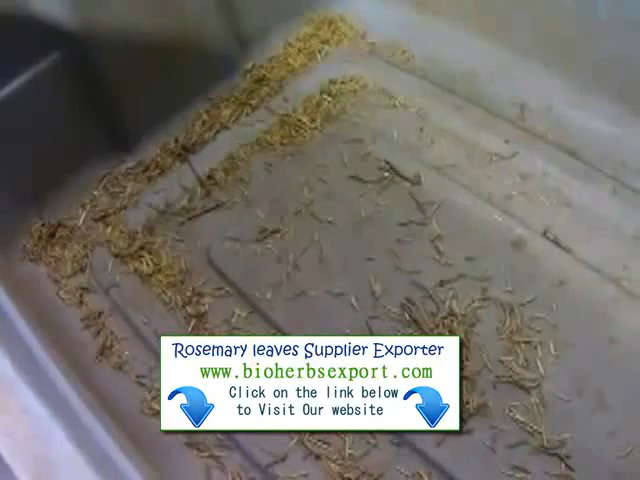 Rosemary leaves Supplier Exporter
www.bioherbsexport.com
Click on the link below
to Visit Our website